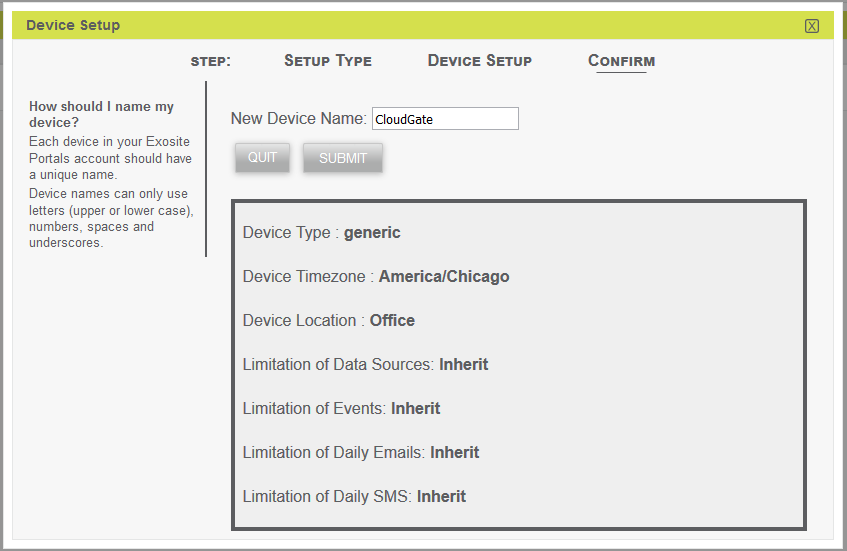 Device Setup
X
STEP: SETUP TYPE DEVICE SETUP CONFIRM
How should I name my
device?
Each device in your Exosite
Portals account should have
a unique name.
Device names can only use
letters (upper or lower case),
numbers, spaces and
underscores.
New Device Name: CloudGate
QUIT SUBMIT
Device Type : generic
Device Timezone : America/Chicago
Device Location : Office
Limitation of Data Sources: Inherit
Limitation of Events: Inherit
Limitation of Daily Emails: Inherit
Limitation of Daily SMS: Inherit